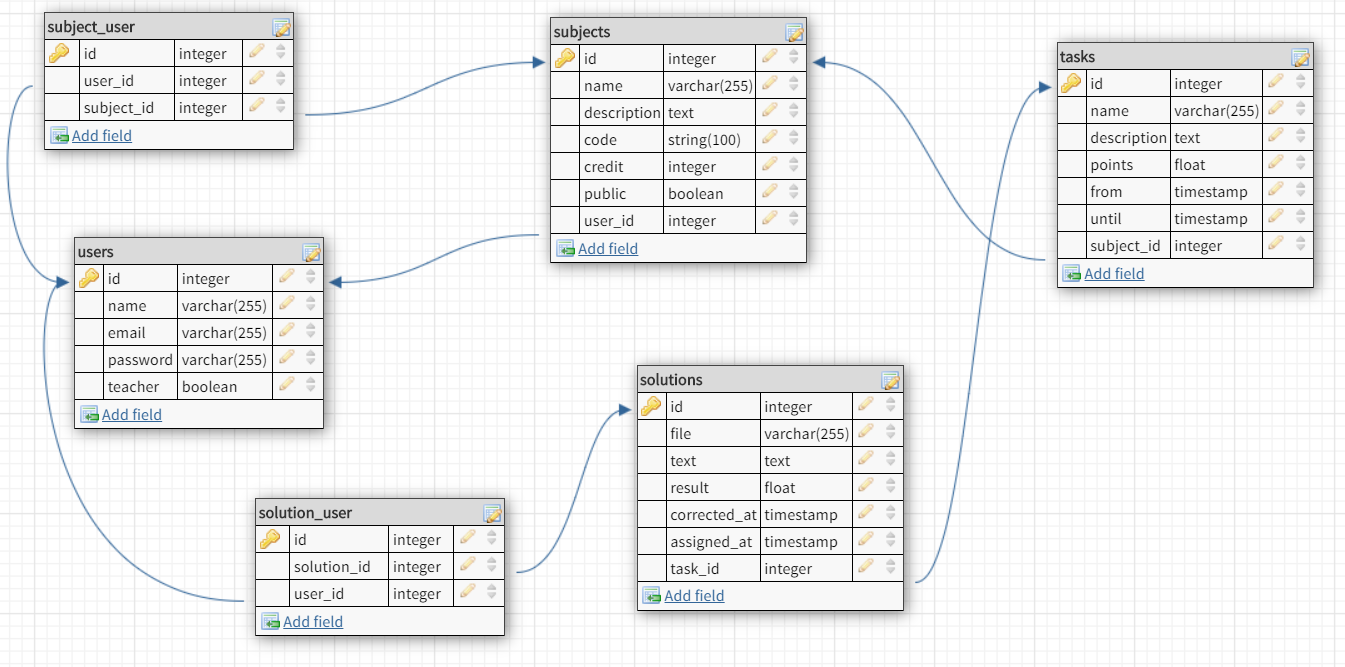 subject_user
id integer
user_id integer
subject_id integer
Add field
subjects
id integer
name varchar(255)
description text
code string(100)
credit integer
public boolean
user_id integer
Add field
tasks
id integer
name varchar(255)
description text
points float
from timestamp
until timestamp
subject_id integer
Add field
users
id integer
name varchar(255)
email varchar(255)
password varchar(255)
teacher boolean
Add field
solutions
id integer
file varchar(255)
text text
result float
corrected_at timestamp
assigned_at timestamp
task_id integer
Add field
solution_user
id integer
solution_id integer
user_id integer
Add field